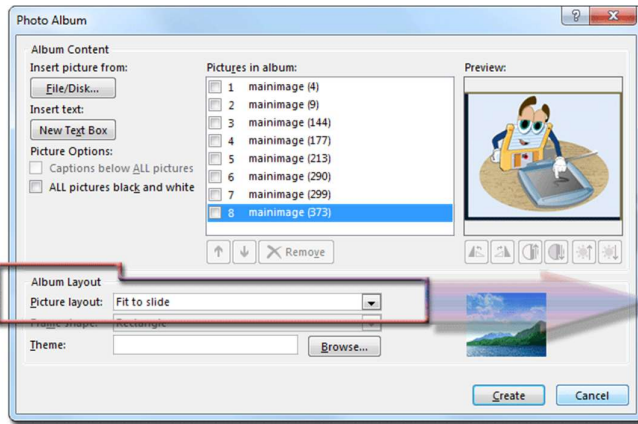 Photo Album
?
Album Content
Insert picture from:
File/Disk...
Insert text:
New Text Box
Picture Options:
Captions below ALL pictures
ALL pictures black and white
Pictures in album:
1 mainimage (4)
2 mainimage (9)
3 mainimage (144)
4 mainimage (177)
5 mainimage (213)
6 mainimage (290)
7 mainimage (299)
8 mainimage (373)
Remove
Preview:
Album Layout
Picture layout: Fit to slide
Frame shape: Rectangle
Theme:
Browse...
Create
Cancel